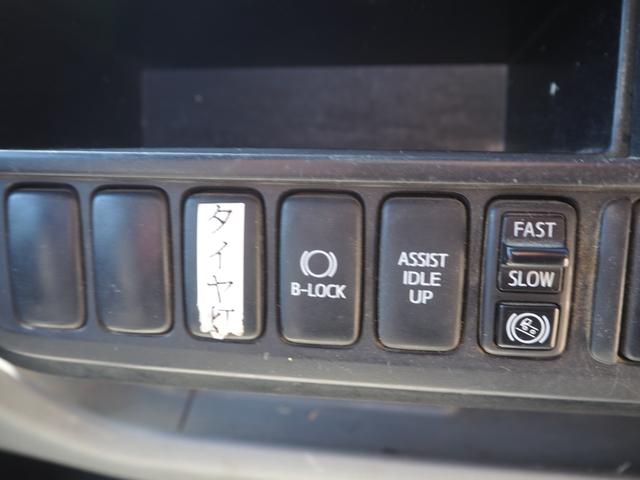 タイヤ灯
B-LOCK
ASSIST
IDLE
UP
FAST
SLOW